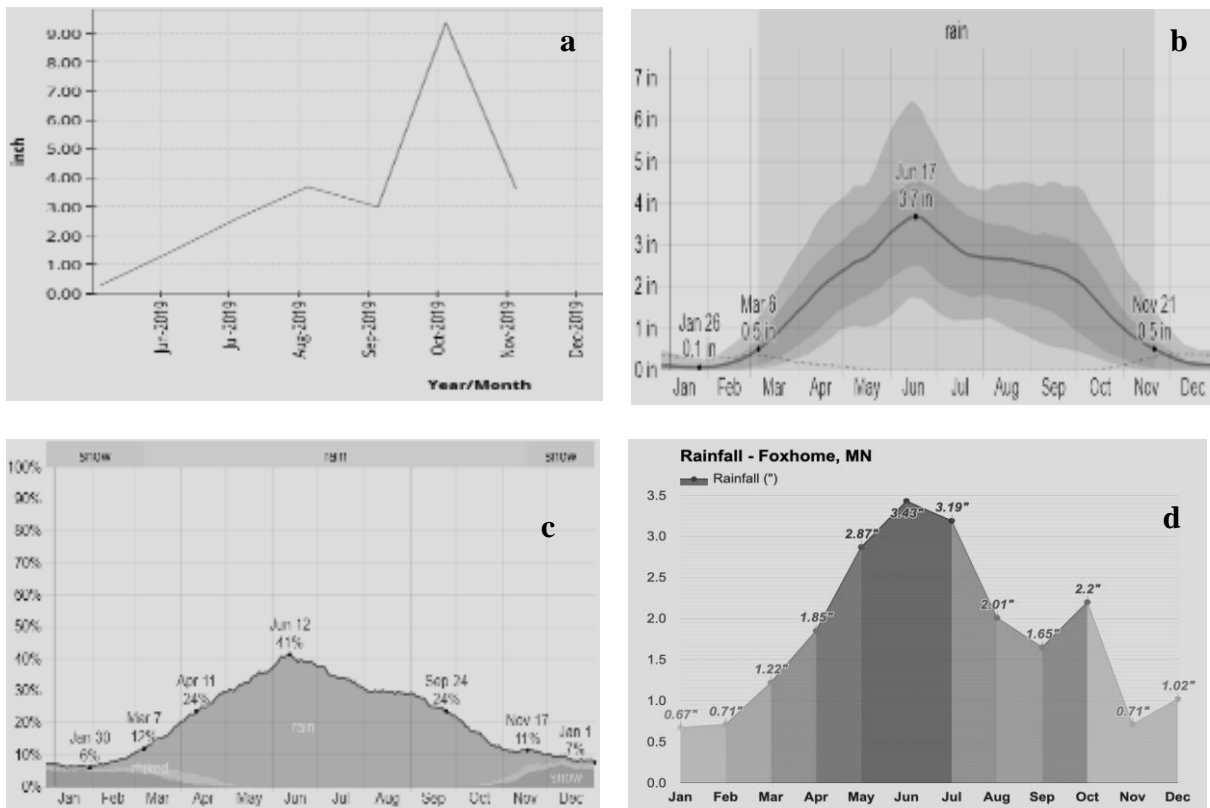 a
9.00
8.00
7.00
6.00
5.00
4.00
3.00
2.00
1.00
0.00
inch
Jun-2019
Jul-2019
Aug-2019
Sep-2019
Oct-2019
Nov-2019
Dec-2019
Year/Month
b
rain
7 in
6 in
5 in
4 in
3 in
2 in
1 in
0 in
Jun 17
3.7 in
Jan 26
0.1 in
Mar 6
0.5 in
Nov 21
0.5 in
Jan Feb Mar Apr May Jun Jul Aug Sep Oct Nov Dec
c
snow rain snow
100%
90%
80%
70%
60%
50%
40%
30%
20%
10%
0%
Jan 30
6%
Mar 7
12%
Apr 11
24%
Jun 12
41%
Sep 24
24%
Nov 17
11%
Jan 1
7%
mixed
rain
snow
Jan Feb Mar Apr May Jun Jul Aug Sep Oct Nov Dec
Rainfall - Foxhome, MN
Rainfall (")
d
3.5
3.0
2.5
2.0
1.5
1.0
0.5
0.0
0.67"
0.71"
1.22"
1.85"
2.87"
3.43"
3.19"
2.01"
1.65"
2.2"
0.71"
1.02"
Jan Feb Mar Apr May Jun Jul Aug Sep Oct Nov Dec